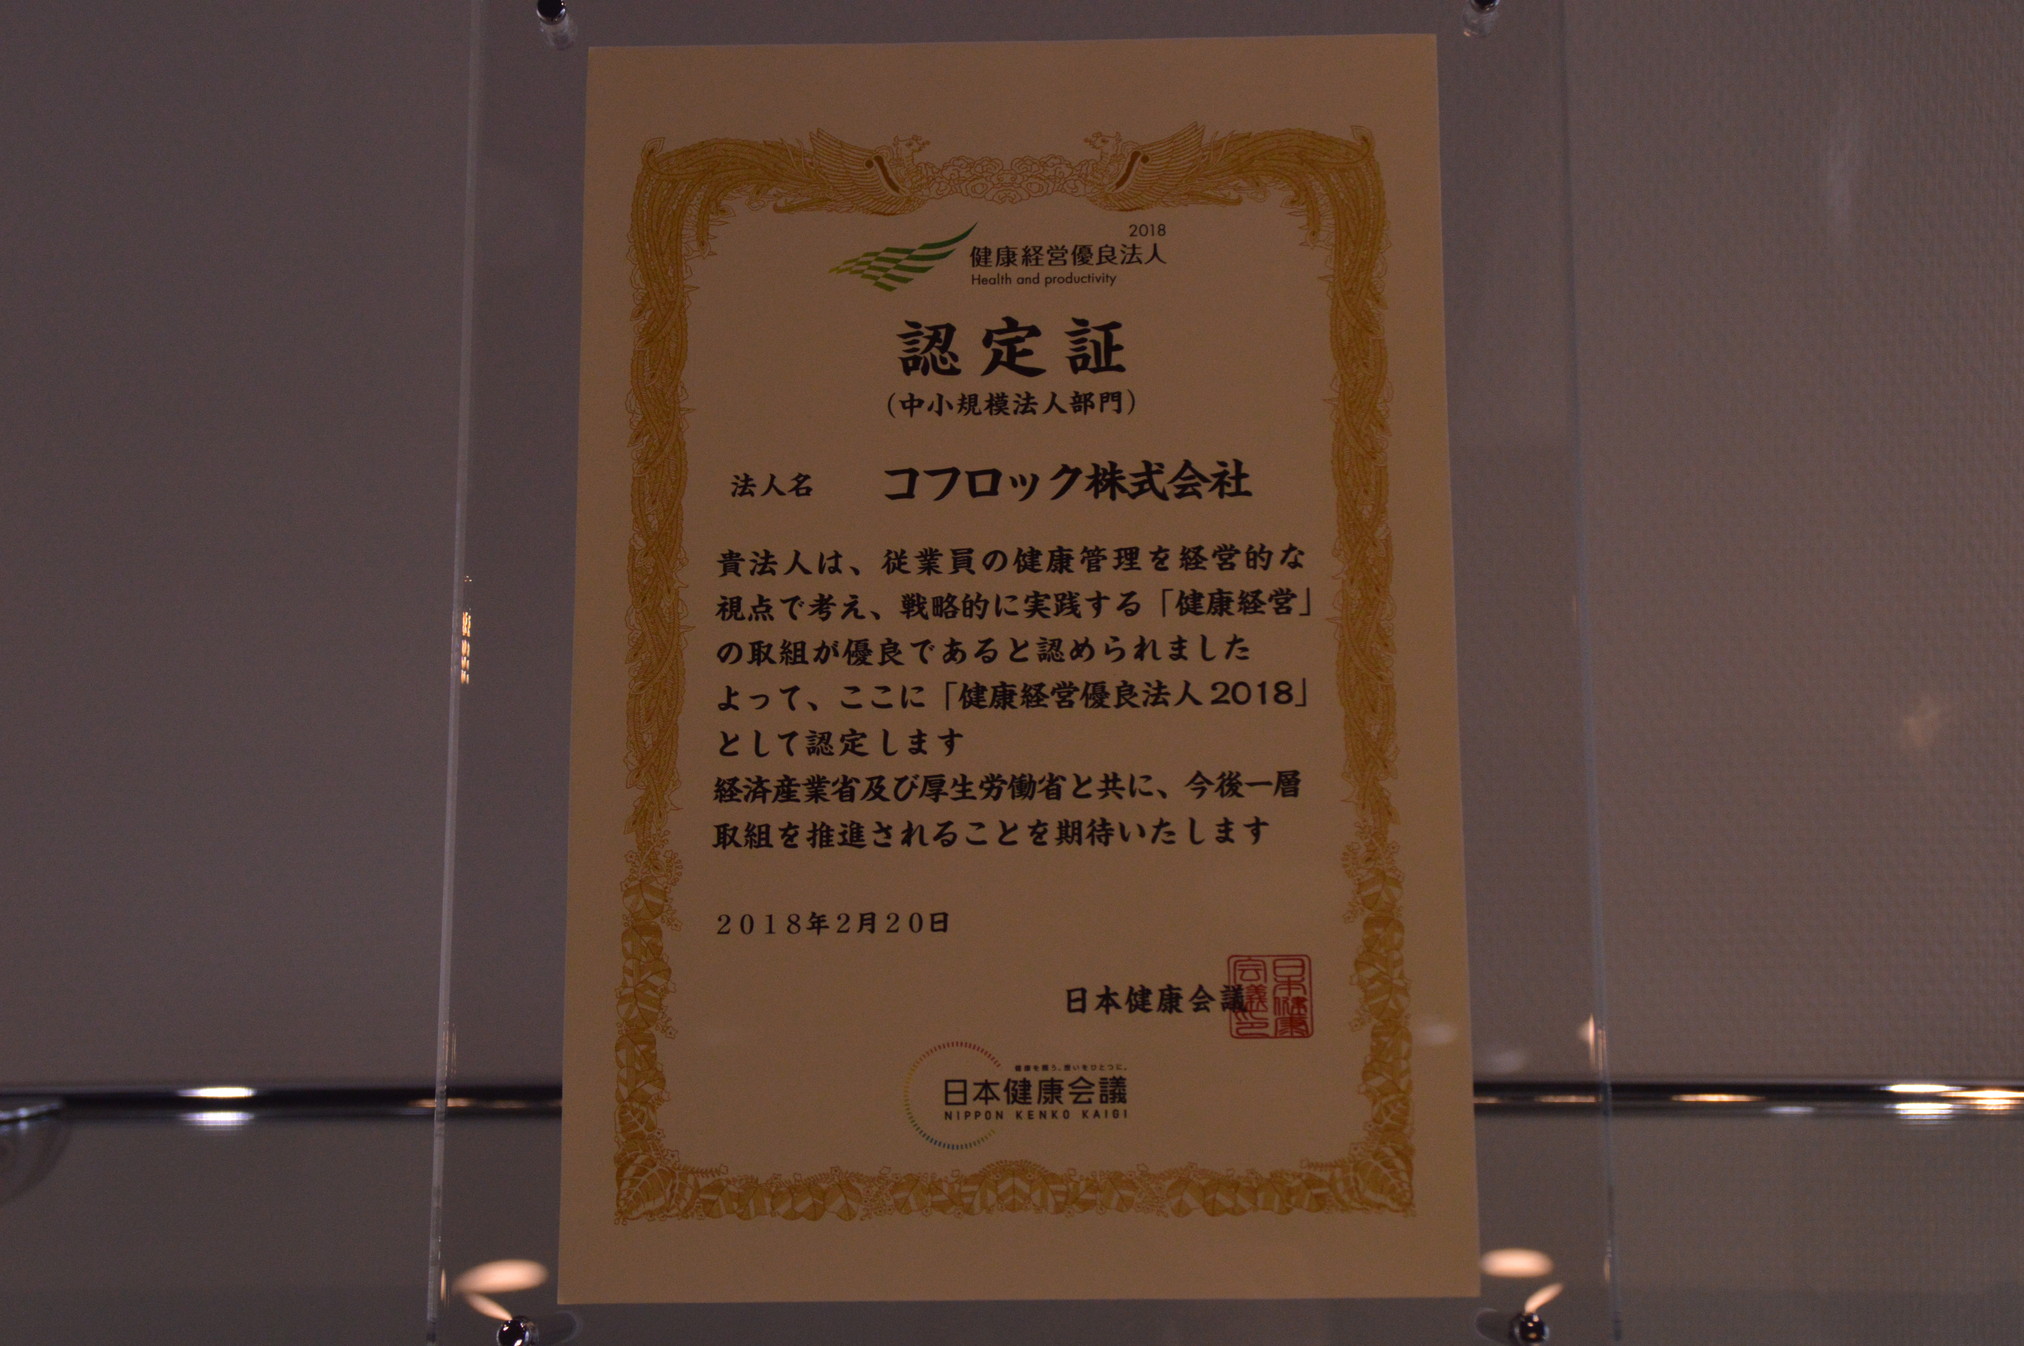 2018
健康経営優良法人
Health and productivity
認定証
(中小規模法人部門)
法人名 コフロック株式会社
貴法人は、従業員の健康管理を経営的な
視点で考え、戦略的に実践する「健康経営」
の取組が優良であると認められました
よって、ここに「健康経営優良法人2018」
として認定します
経済産業省及び厚生労働省と共に、今後一層
取組を推進されることを期待いたします
2018年2月20日
日本健康会議
日本健康会議印
日本健康会議
NIPPON KENKO KAIGI